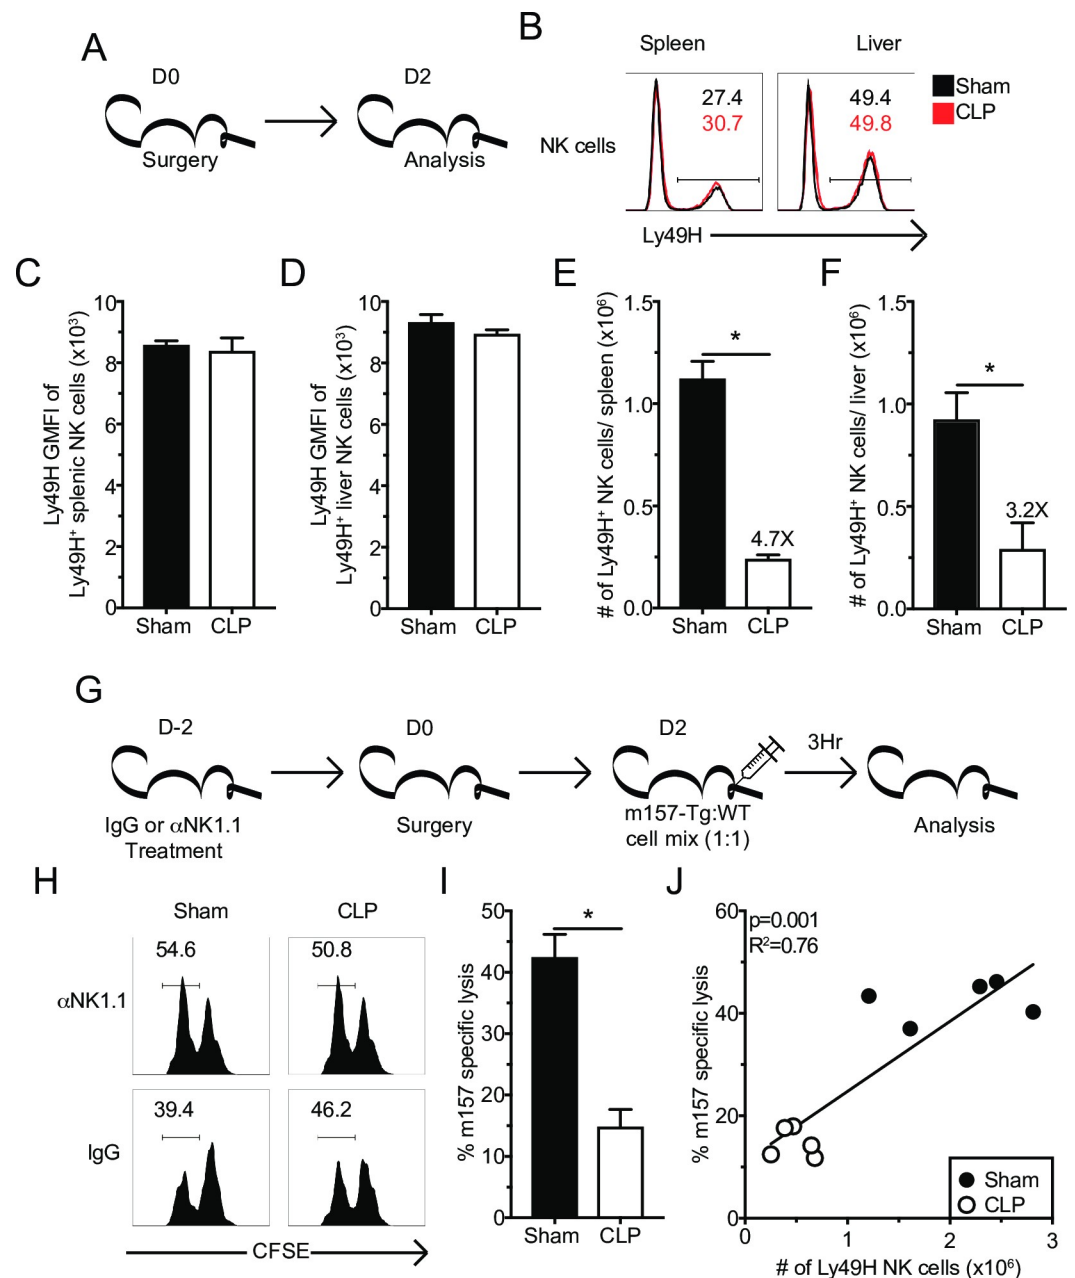 A
D0
D2
Surgery
Analysis
B
Spleen
Liver
27.4
30.7
49.4
49.8
Sham
CLP
NK cells
Ly49H
C
Ly49H GMFI of
Ly49H⁺ splenic NK cells (x10³)
10
8
6
4
2
0
Sham
CLP
D
Ly49H GMFI of
Ly49H⁺ liver NK cells (x10³)
10
8
6
4
2
0
Sham
CLP
E
# of Ly49H⁺ NK cells/ spleen (x10⁶)
1.5
1.0
0.5
0.0
*
4.7X
Sham
CLP
F
# of Ly49H⁺ NK cells/ liver (x10⁶)
1.5
1.0
0.5
0.0
*
3.2X
Sham
CLP
G
D-2
D0
D2
3Hr
IgG or αNK1.1
Treatment
Surgery
m157-Tg:WT
cell mix (1:1)
Analysis
H
Sham
CLP
αNK1.1
54.6
50.8
IgG
39.4
46.2
CFSE
I
% m157 specific lysis
50
40
30
20
10
0
*
Sham
CLP
J
% m157 specific lysis
60
40
20
0
p=0.001
R²=0.76
Sham
CLP
0
1
2
3
# of Ly49H NK cells (x10⁶)